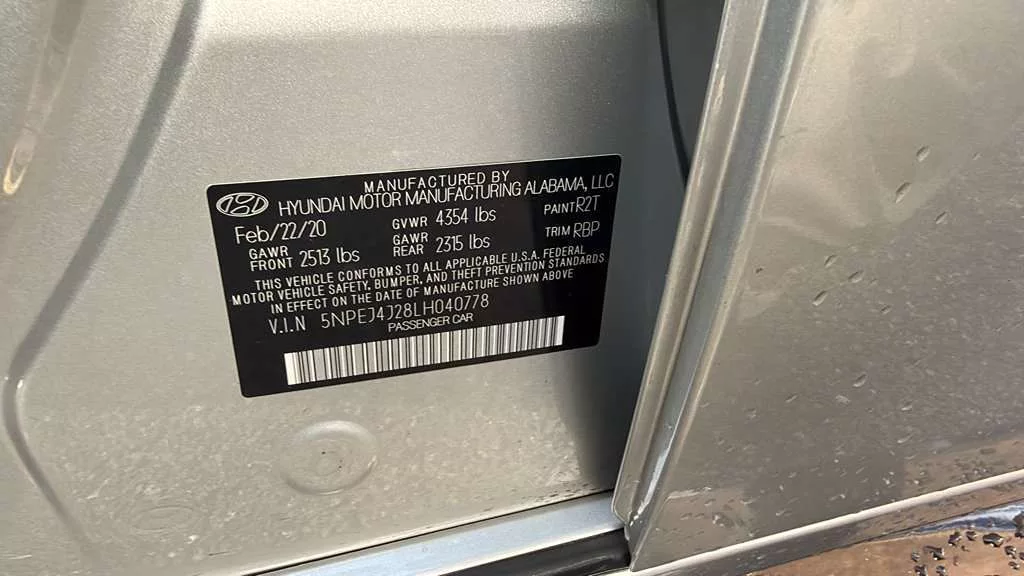 MANUFACTURED BY
HYUNDAI MOTOR MANUFACTURING ALABAMA, LLC
Feb/22/20 GVWR 4354 lbs PAINT R2T
GAWR FRONT 2513 lbs GAWR REAR 2315 lbs TRIM RBP
THIS VEHICLE CONFORMS TO ALL APPLICABLE U.S.A. FEDERAL
MOTOR VEHICLE SAFETY, BUMPER, AND THEFT PREVENTION STANDARDS
IN EFFECT ON THE DATE OF MANUFACTURE SHOWN ABOVE
V.I.N 5NPEJ4J28LH040778
PASSENGER CAR